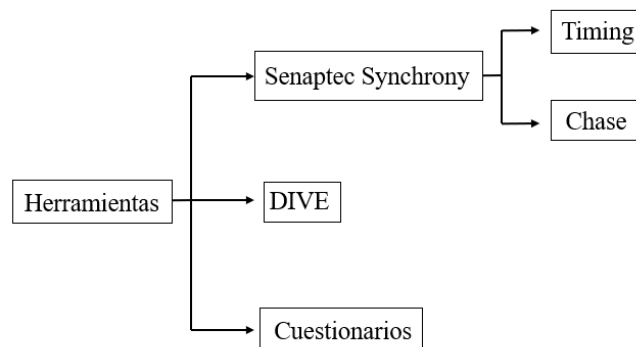 Timing
Senaptec Synchrony
Chase
Herramientas
DIVE
Cuestionarios